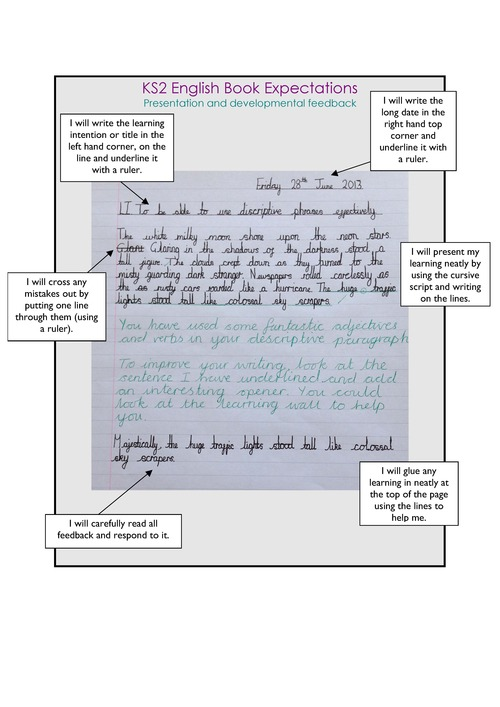 KS2 English Book Expectations
Presentation and developmental feedback
I will write the learning
intention or title in the
left hand corner, on the
line and underline it
with a ruler.
I will write the
long date in the
right hand top
corner and
underline it with
a ruler.
Friday 28th June 2013
LI To be able to use discriptive phrases effectively
The white milky moon shone upon the neon stars.
Giant Glaring in the shadows of the darkness stood a
tall figure. The clouds crept down as they turned to the
misty guarding dark stranger. Newspapers rolled carelessly as
the as rusty cars raided like a hurricane. The huge traffic
lights stood tall like colossal sky scrapers.
I will cross any
mistakes out by
putting one line
through them (using
a ruler).
I will present my
learning neatly by
using the cursive
script and writing
on the lines.
You have used some fantastic adjectives
and verbs in your descriptive paragraph
To improve your writing, look at the
sentence I have underlined and add
an interesting opener. You could
look at the learning wall to help
you.
Majestically, the huge traffic lights stood tall like colossal
sky scrapers.
I will carefully read all
feedback and respond to it.
I will glue any
learning in neatly at
the top of the page
using the lines to
help me.